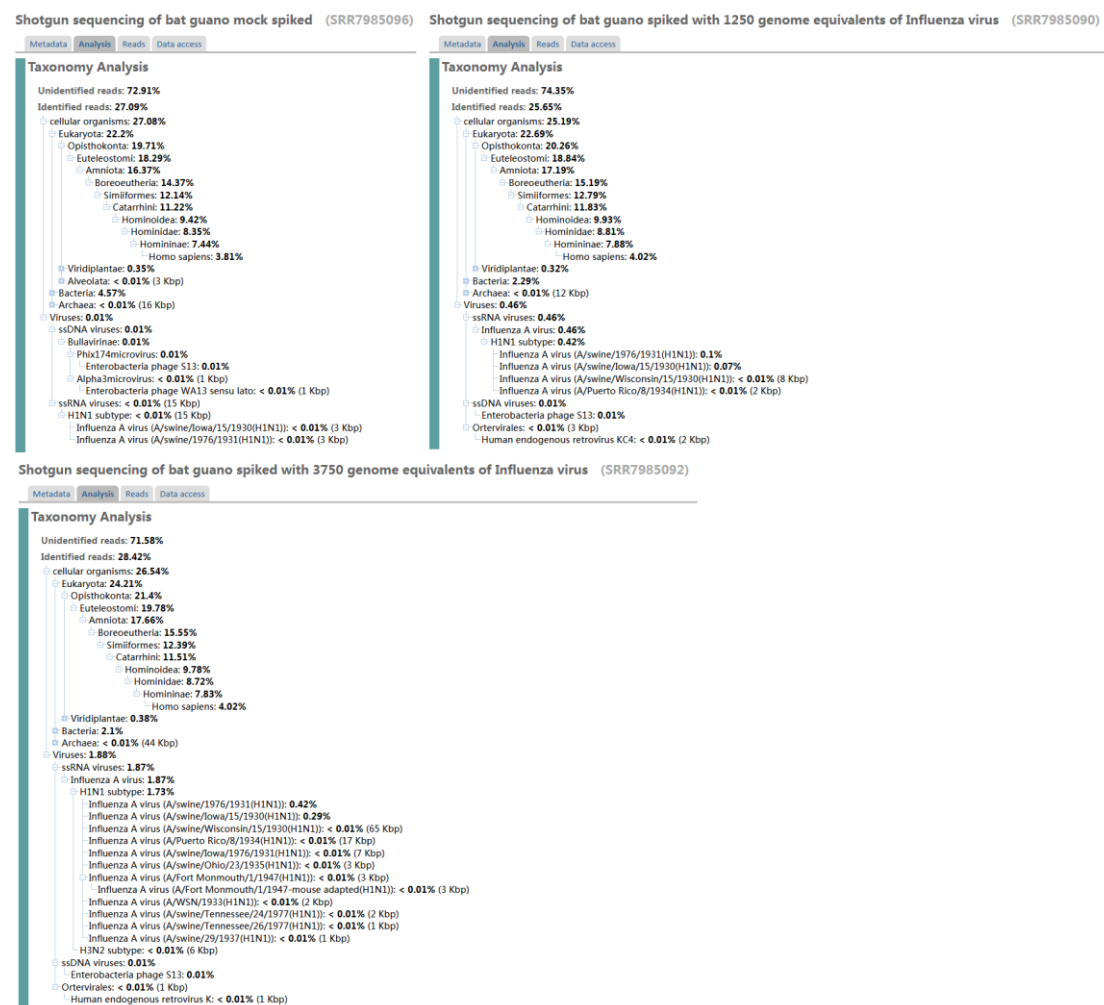 Shotgun sequencing of bat guano mock spiked (SRR7985096)
Metadata Analysis Reads Data access
Taxonomy Analysis
Unidentified reads: 72.91%
Identified reads: 27.09%
cellular organisms: 27.08%
Eukaryota: 22.2%
Opisthokonta: 19.71%
Euteleostomi: 18.29%
Amniota: 16.37%
Boreoeutheria: 14.37%
Simiiformes: 12.14%
Catarrhini: 11.22%
Hominoidea: 9.42%
Hominidae: 8.35%
Homininae: 7.44%
Homo sapiens: 3.81%
Viridiplantae: 0.35%
Alveolata: < 0.01% (3 Kbp)
Bacteria: 4.57%
Archaea: < 0.01% (16 Kbp)
Viruses: 0.01%
ssDNA viruses: 0.01%
Bullavirinae: 0.01%
Phix174microvirus: 0.01%
Enterobacteria phage S13: 0.01%
Alpha3microvirus: < 0.01% (1 Kbp)
Enterobacteria phage WA13 sensu lato: < 0.01% (1 Kbp)
ssRNA viruses: < 0.01% (15 Kbp)
H1N1 subtype: < 0.01% (15 Kbp)
Influenza A virus (A/swine/Iowa/15/1930(H1N1)): < 0.01% (3 Kbp)
Influenza A virus (A/swine/1976/1931(H1N1)): < 0.01% (3 Kbp)
Shotgun sequencing of bat guano spiked with 1250 genome equivalents of Influenza virus (SRR7985090)
Metadata Analysis Reads Data access
Taxonomy Analysis
Unidentified reads: 74.35%
Identified reads: 25.65%
cellular organisms: 25.19%
Eukaryota: 22.69%
Opisthokonta: 20.26%
Euteleostomi: 18.84%
Amniota: 17.19%
Boreoeutheria: 15.19%
Simiiformes: 12.79%
Catarrhini: 11.83%
Hominoidea: 9.93%
Hominidae: 8.81%
Homininae: 7.88%
Homo sapiens: 4.02%
Viridiplantae: 0.32%
Bacteria: 2.29%
Archaea: < 0.01% (12 Kbp)
Viruses: 0.46%
ssRNA viruses: 0.46%
Influenza A virus: 0.46%
H1N1 subtype: 0.42%
Influenza A virus (A/swine/1976/1931(H1N1)): 0.1%
Influenza A virus (A/swine/Iowa/15/1930(H1N1)): 0.07%
Influenza A virus (A/swine/Wisconsin/15/1930(H1N1)): < 0.01% (8 Kbp)
Influenza A virus (A/Puerto Rico/8/1934(H1N1)): < 0.01% (2 Kbp)
ssDNA viruses: 0.01%
Enterobacteria phage S13: 0.01%
Ortervirales: < 0.01% (3 Kbp)
Human endogenous retrovirus KC4: < 0.01% (2 Kbp)
Shotgun sequencing of bat guano spiked with 3750 genome equivalents of Influenza virus (SRR7985092)
Metadata Analysis Reads Data access
Taxonomy Analysis
Unidentified reads: 71.58%
Identified reads: 28.42%
cellular organisms: 26.54%
Eukaryota: 24.21%
Opisthokonta: 21.4%
Euteleostomi: 19.78%
Amniota: 17.66%
Boreoeutheria: 15.55%
Simiiformes: 12.39%
Catarrhini: 11.51%
Hominoidea: 9.78%
Hominidae: 8.72%
Homininae: 7.83%
Homo sapiens: 4.02%
Viridiplantae: 0.38%
Bacteria: 2.1%
Archaea: < 0.01% (44 Kbp)
Viruses: 1.88%
ssRNA viruses: 1.87%
Influenza A virus: 1.87%
H1N1 subtype: 1.73%
Influenza A virus (A/swine/1976/1931(H1N1)): 0.42%
Influenza A virus (A/swine/Iowa/15/1930(H1N1)): 0.29%
Influenza A virus (A/swine/Wisconsin/15/1930(H1N1)): < 0.01% (65 Kbp)
Influenza A virus (A/Puerto Rico/8/1934(H1N1)): < 0.01% (17 Kbp)
Influenza A virus (A/swine/Iowa/1976/1931(H1N1)): < 0.01% (7 Kbp)
Influenza A virus (A/swine/Ohio/23/1935(H1N1)): < 0.01% (3 Kbp)
Influenza A virus (A/Fort Monmouth/1/1947(H1N1)): < 0.01% (3 Kbp)
Influenza A virus (A/Fort Monmouth/1/1947-mouse adapted(H1N1)): < 0.01% (3 Kbp)
Influenza A virus (A/WSN/1933(H1N1)): < 0.01% (2 Kbp)
Influenza A virus (A/swine/Tennessee/24/1977(H1N1)): < 0.01% (2 Kbp)
Influenza A virus (A/swine/Tennessee/26/1977(H1N1)): < 0.01% (1 Kbp)
Influenza A virus (A/swine/29/1937(H1N1)): < 0.01% (1 Kbp)
H3N2 subtype: < 0.01% (6 Kbp)
ssDNA viruses: 0.01%
Enterobacteria phage S13: 0.01%
Ortervirales: < 0.01% (1 Kbp)
Human endogenous retrovirus K: < 0.01% (1 Kbp)